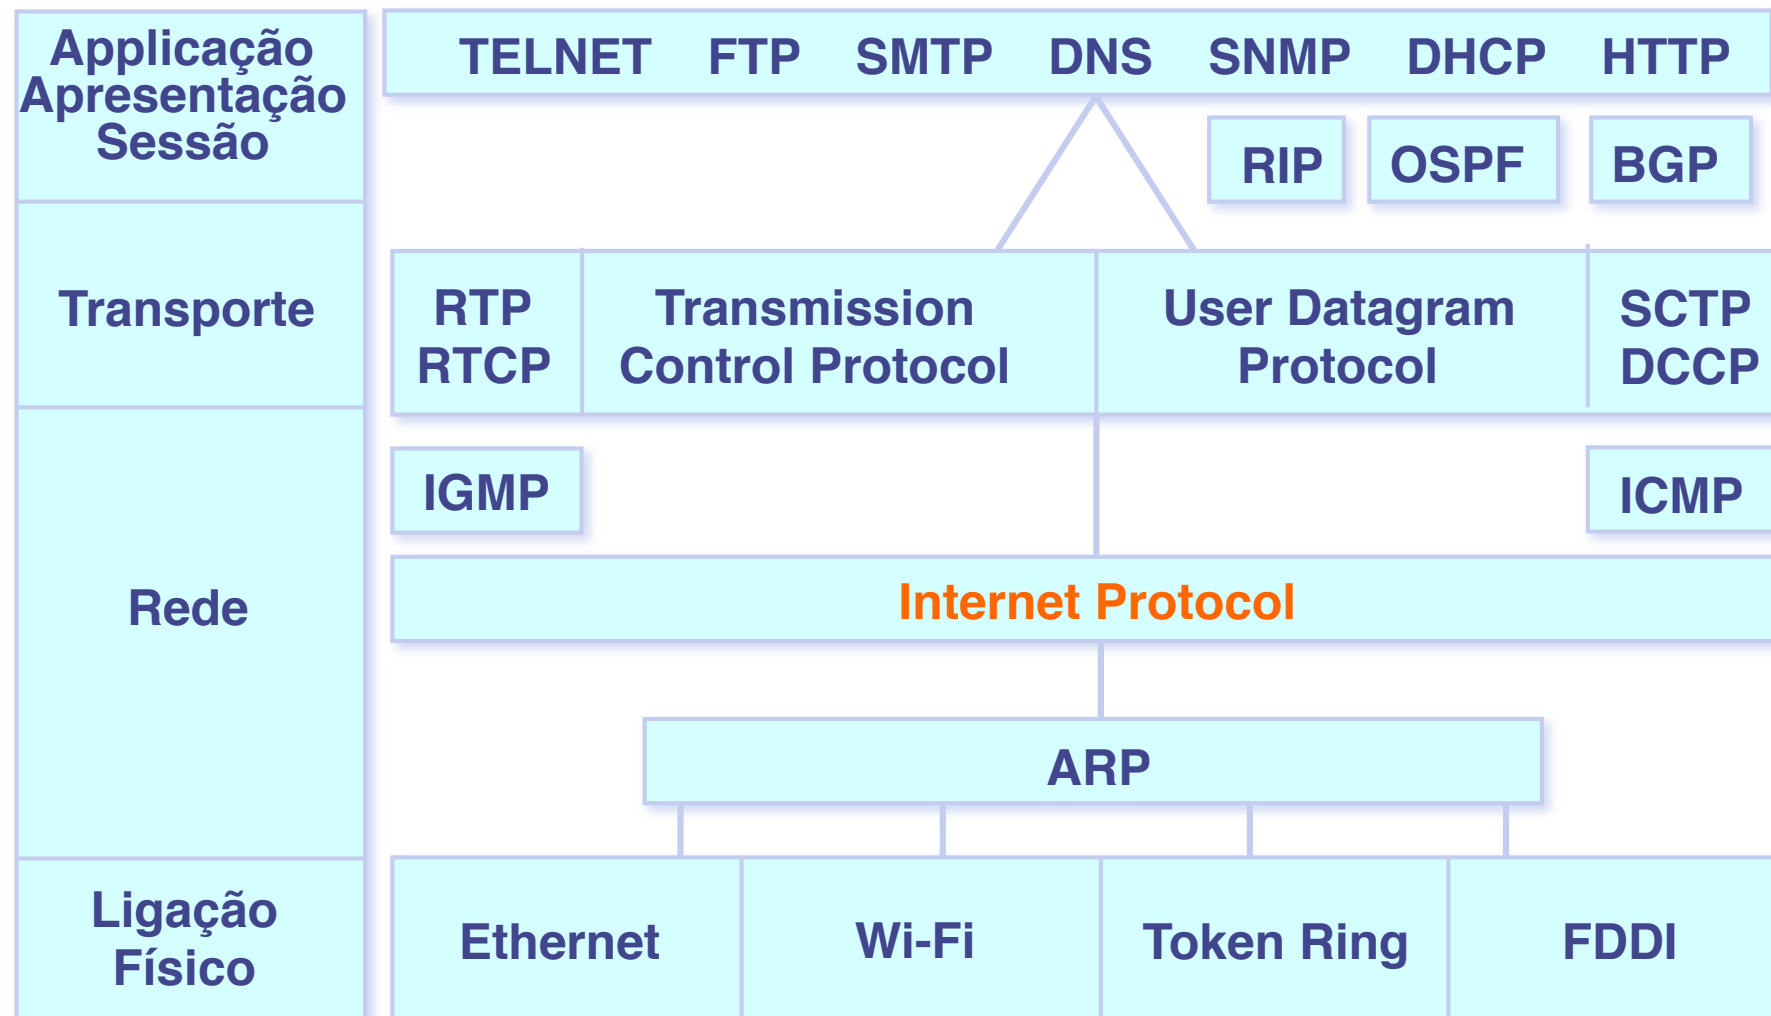 Applicação
Apresentação
Sessão
TELNET FTP SMTP DNS SNMP DHCP HTTP
RIP
OSPF
BGP
Transporte
RTP
RTCP
Transmission
Control Protocol
User Datagram
Protocol
SCTP
DCCP
Rede
IGMP
ICMP
Internet Protocol
ARP
Ligação
Físico
Ethernet
Wi-Fi
Token Ring
FDDI